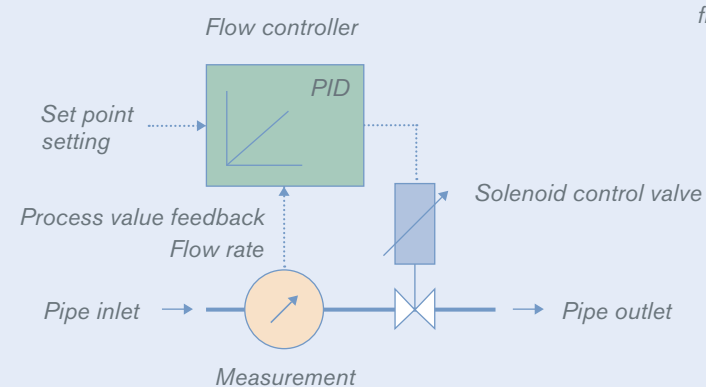 Flow controller
PID
Set point
setting
Process value feedback
Flow rate
Solenoid control valve
Pipe inlet
Pipe outlet
Measurement